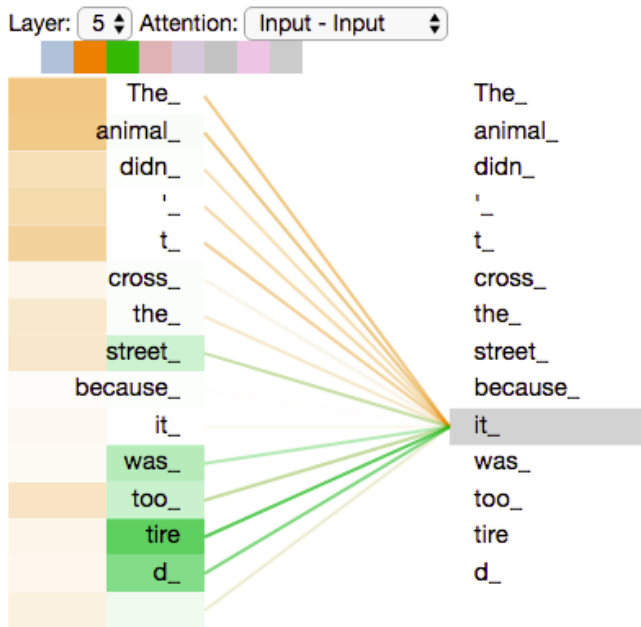 Layer: 5 Attention: Input - Input
The_ The_
animal_ animal_
didn_ didn_
'_ '_
t_ t_
cross_ cross_
the_ the_
street_ street_
because_ because_
it_ it_
was_ was_
too_ too_
tire tire
d_ d_